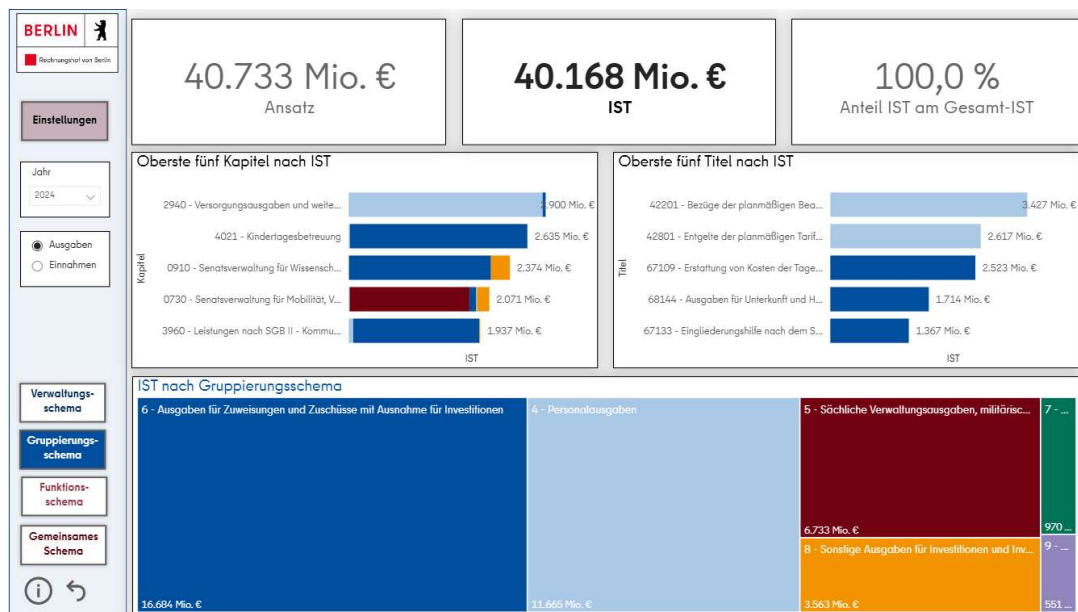 BERLIN
Rechnungshof von Berlin
Einstellungen
Jahr
2024
Ausgaben
Einnahmen
Verwaltungs-
schema
Gruppierungs-
schema
Funktions-
schema
Gemeinsames
Schema
40.733 Mio. €
Ansatz
40.168 Mio. €
IST
100,0 %
Anteil IST am Gesamt-IST
Oberste fünf Kapitel nach IST
Kapitel
2940 - Versorgungsausgaben und weite...
2.900 Mio. €
4021 - Kindertagesbetreuung
2.635 Mio. €
0910 - Senatsverwaltung für Wissensch...
2.374 Mio. €
0730 - Senatsverwaltung für Mobilität, V...
2.071 Mio. €
3960 - Leistungen nach SGB II - Kommu...
1.937 Mio. €
IST
Oberste fünf Titel nach IST
Titel
42201 - Bezüge der planmäßigen Bea...
3.427 Mio. €
42801 - Entgelte der planmäßigen Tarif...
2.617 Mio. €
67109 - Erstattung von Kosten der Tage...
2.523 Mio. €
68144 - Ausgaben für Unterkunft und H...
1.714 Mio. €
67133 - Eingliederungshilfe nach dem S...
1.367 Mio. €
IST
IST nach Gruppierungsschema
6 - Ausgaben für Zuweisungen und Zuschüsse mit Ausnahme für Investitionen
16.684 Mio. €
4 - Personalausgaben
11.665 Mio. €
5 - Sächliche Verwaltungsausgaben, militärisc...
6.733 Mio. €
8 - Sonstige Ausgaben für Investitionen und Inv...
3.563 Mio. €
7 - ...
970 ...
9 - ...
551 ...